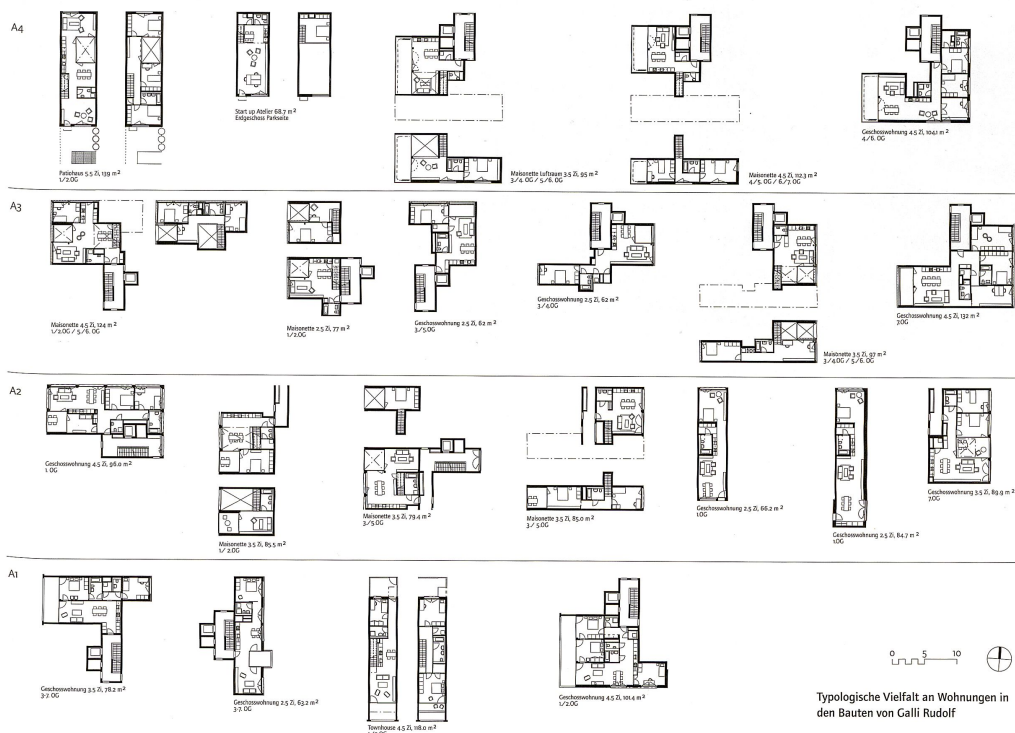 A4
Patiohaus 5.5 Zi, 139 m²
1./2.OG
Start up Atelier 68.7 m²
Erdgeschoss Parkseite
Maisonette Luftraum 3.5 Zi, 95 m²
3./4. OG / 5./6. OG
Maisonette 4.5 Zi, 112.3 m²
4./5. OG / 6./7. OG
Geschosswohnung 4.5 Zi, 104.1 m²
4./6. OG
A3
Maisonette 4.5 Zi, 124 m²
1./2.OG / 5./6. OG
Maisonette 2.5 Zi, 77 m²
1./2.OG
Geschosswohnung 2.5 Zi, 62 m²
3./5.OG
Geschosswohnung 2.5 Zi, 62 m²
3./4.OG
Maisonette 3.5 Zi, 97 m²
3./4.OG / 5./6. OG
Geschosswohnung 4.5 Zi, 132 m²
7.OG
A2
Geschosswohnung 4.5 Zi, 96.0 m²
1. OG
Maisonette 3.5 Zi, 85.5 m²
1./ 2.OG
Maisonette 3.5 Zi, 79.4 m²
3./5.OG
Maisonette 3.5 Zi, 85.0 m²
3./ 5.OG
Geschosswohnung 2.5 Zi, 66.2 m²
1.OG
Geschosswohnung 2.5 Zi, 84.7 m²
1.OG
Geschosswohnung 3.5 Zi, 89.9 m²
7.OG
A1
Geschosswohnung 3.5 Zi, 78.2 m²
3-7. OG
Geschosswohnung 2.5 Zi, 63.2 m²
3-7. OG
Townhouse 4.5 Zi, 118.0 m²
Geschosswohnung 4.5 Zi, 101.4 m²
1./2.OG
0 5 10
Typologische Vielfalt an Wohnungen in
den Bauten von Galli Rudolf